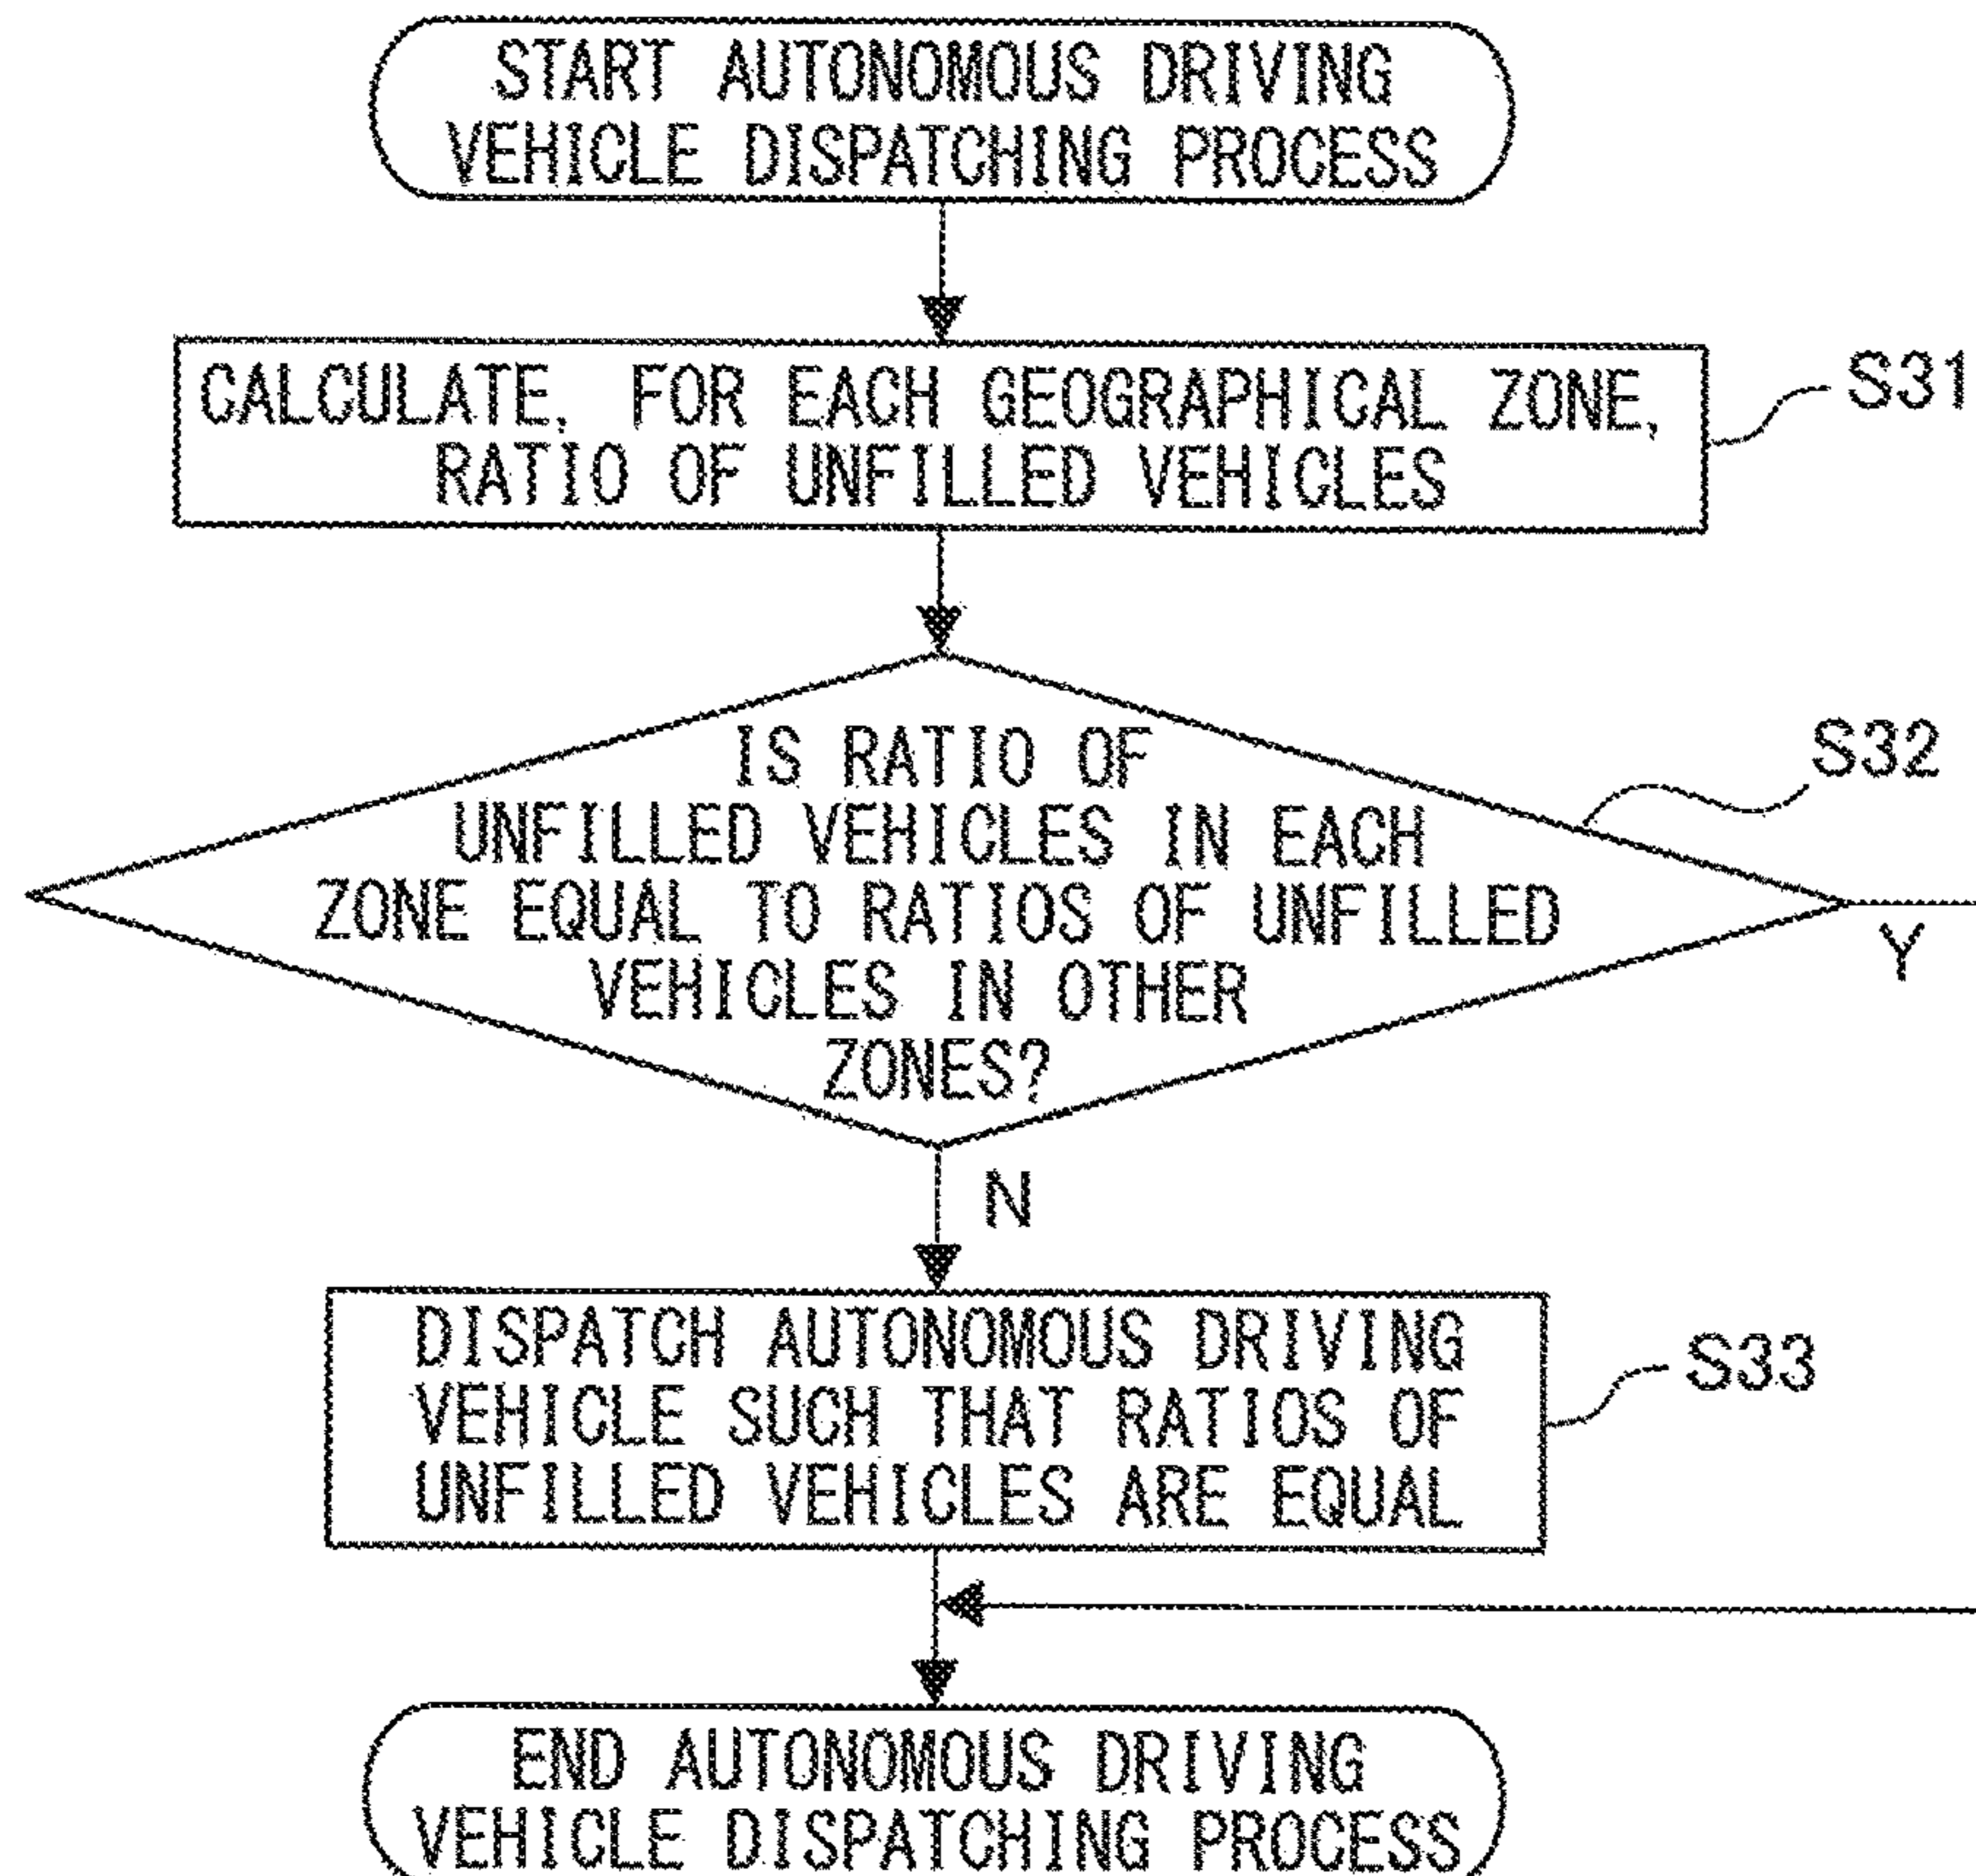 START AUTONOMOUS DRIVING
VEHICLE DISPATCHING PROCESS
CALCULATE, FOR EACH GEOGRAPHICAL ZONE,
RATIO OF UNFILLED VEHICLES
S31
IS RATIO OF
UNFILLED VEHICLES IN EACH
ZONE EQUAL TO RATIOS OF UNFILLED
VEHICLES IN OTHER
ZONES?
S32
Y
N
DISPATCH AUTONOMOUS DRIVING
VEHICLE SUCH THAT RATIOS OF
UNFILLED VEHICLES ARE EQUAL
S33
END AUTONOMOUS DRIVING
VEHICLE DISPATCHING PROCESS